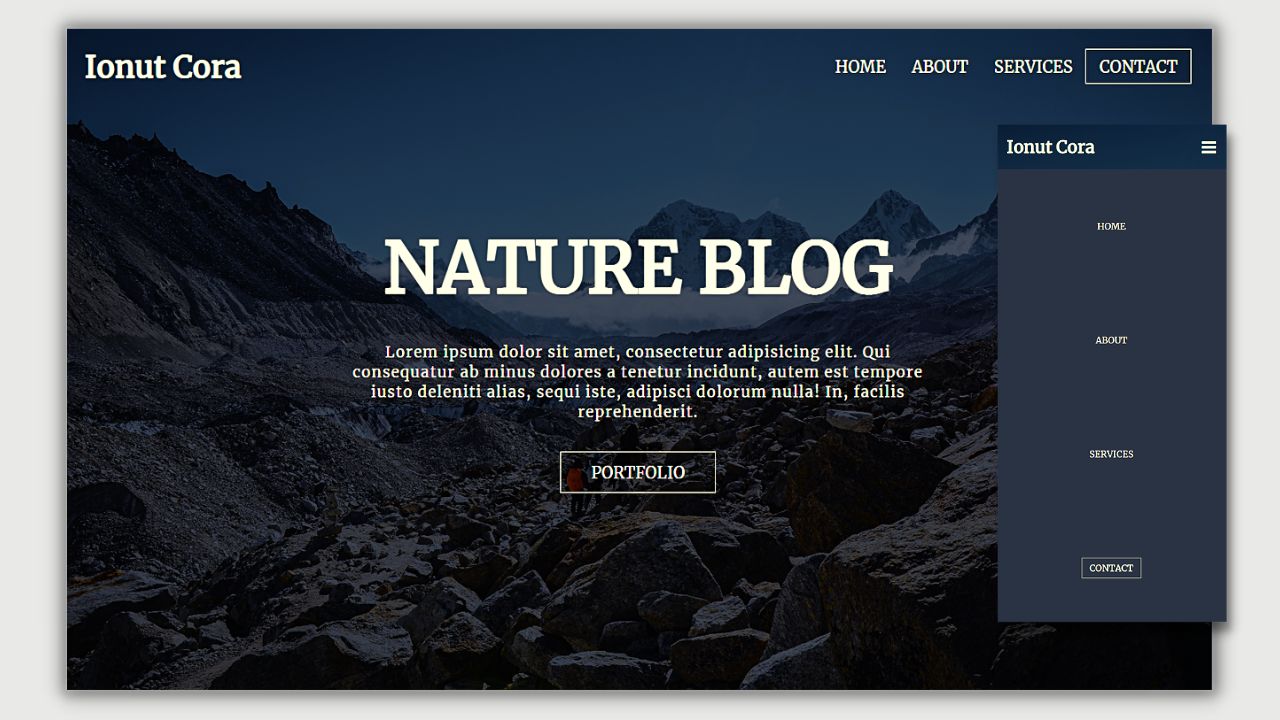 Ionut Cora
HOME ABOUT SERVICES CONTACT
NATURE BLOG
Lorem ipsum dolor sit amet, consectetur adipisicing elit. Qui
consequatur ab minus dolores a tenetur incidunt, autem est tempore
iusto deleniti alias, sequi iste, adipisci dolorum nulla! In, facilis
reprehenderit.
PORTFOLIO
Ionut Cora
HOME
ABOUT
SERVICES
CONTACT